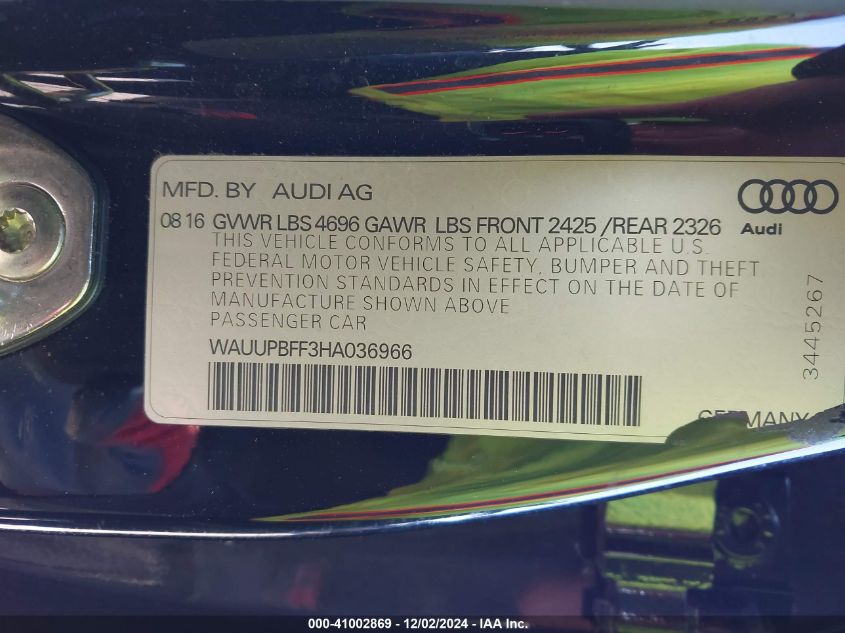 MFD. BY AUDI AG
Audi
08 16 GVWR LBS 4696 GAWR LBS FRONT 2425 /REAR 2326
THIS VEHICLE CONFORMS TO ALL APPLICABLE U.S.
FEDERAL MOTOR VEHICLE SAFETY, BUMPER AND THEFT
PREVENTION STANDARDS IN EFFECT ON THE DATE OF
MANUFACTURE SHOWN ABOVE
PASSENGER CAR
WAUUPBFF3HA036966
3445267
GERMANY
000-41002869 - 12/02/2024 - IAA Inc.